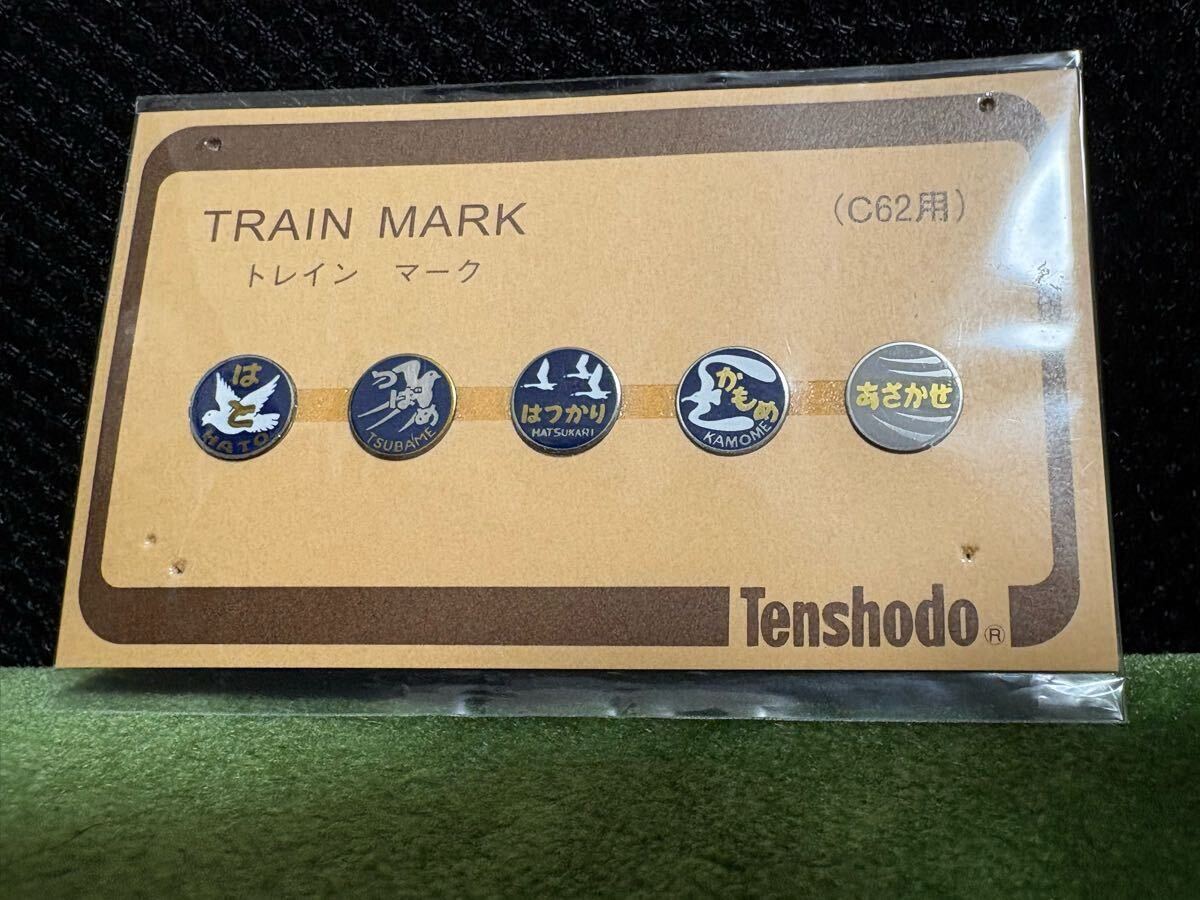 TRAIN MARK
(C62用)
トレイン マーク
はと
HATO
つばめ
TSUBAME
はつかり
HATSUKARI
かもめ
KAMOME
あさかぜ
Tenshodo ®